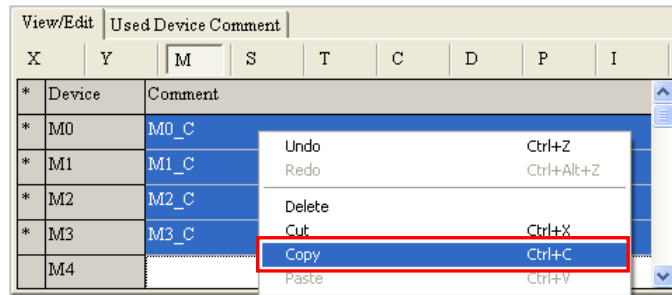 View/Edit Used Device Comment
X Y M S T C D P I
* Device Comment
* M0 M0_C
* M1 M1_C
* M2 M2_C
* M3 M3_C
M4
Undo Ctrl+Z
Redo Ctrl+Alt+Z
Delete
Cut Ctrl+X
Copy Ctrl+C
Paste Ctrl+V